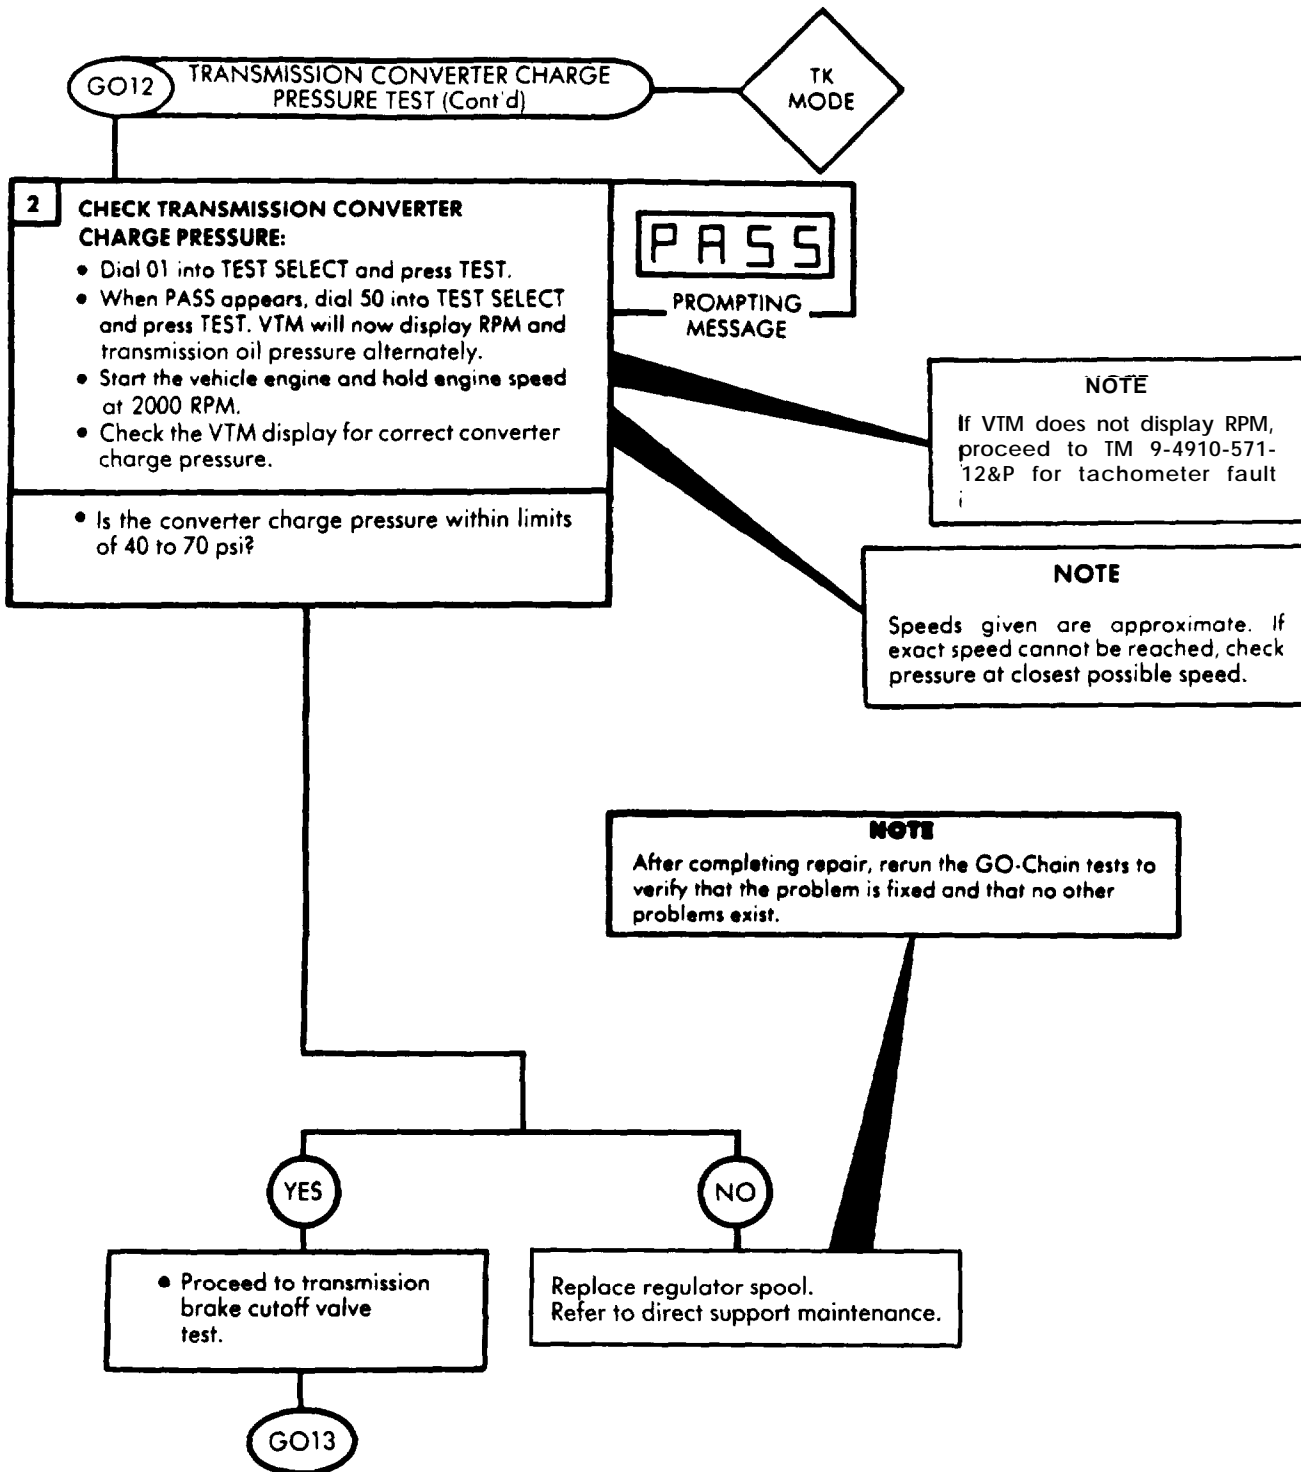 GO12
TRANSMISSION CONVERTER CHARGE
PRESSURE TEST (Cont'd)
TK
MODE
2
CHECK TRANSMISSION CONVERTER
CHARGE PRESSURE:
• Dial 01 into TEST SELECT and press TEST.
• When PASS appears, dial 50 into TEST SELECT
and press TEST. VTM will now display RPM and
transmission oil pressure alternately.
• Start the vehicle engine and hold engine speed
at 2000 RPM.
• Check the VTM display for correct converter
charge pressure.
• Is the converter charge pressure within limits
of 40 to 70 psi?
PASS
PROMPTING
MESSAGE
NOTE
If VTM does not display RPM,
proceed to TM 9-4910-571-
12&P for tachometer fault
NOTE
Speeds given are approximate. If
exact speed cannot be reached, check
pressure at closest possible speed.
NOTE
After completing repair, rerun the GO-Chain tests to
verify that the problem is fixed and that no other
problems exist.
YES
NO
• Proceed to transmission
brake cutoff valve
test.
Replace regulator spool.
Refer to direct support maintenance.
GO13